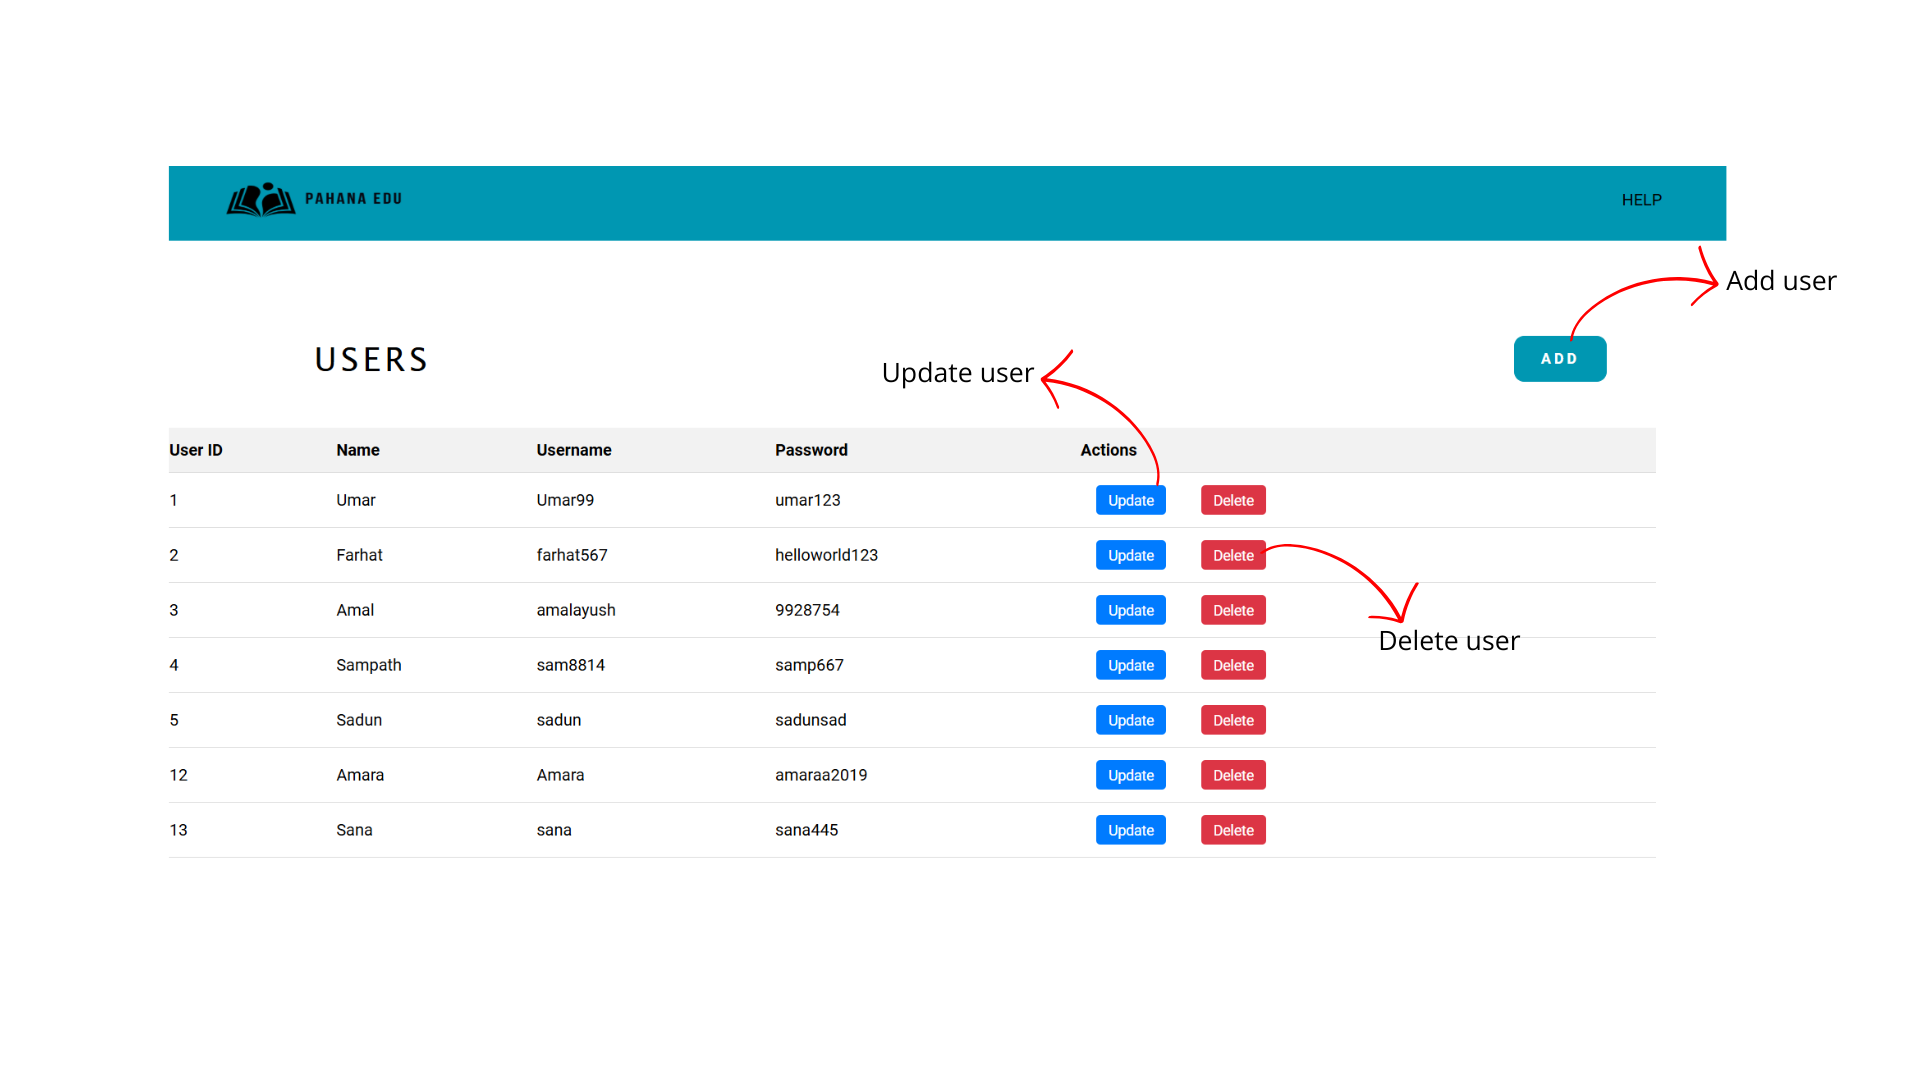 PAHANA EDU HELP
Add user
USERS ADD
Update user
User ID Name Username Password Actions
1 Umar Umar99 umar123 Update Delete
2 Farhat farhat567 helloworld123 Update Delete
3 Amal amalayush 9928754 Update Delete
Delete user
4 Sampath sam8814 samp667 Update Delete
5 Sadun sadun sadunsad Update Delete
12 Amara Amara amaraa2019 Update Delete
13 Sana sana sana445 Update Delete